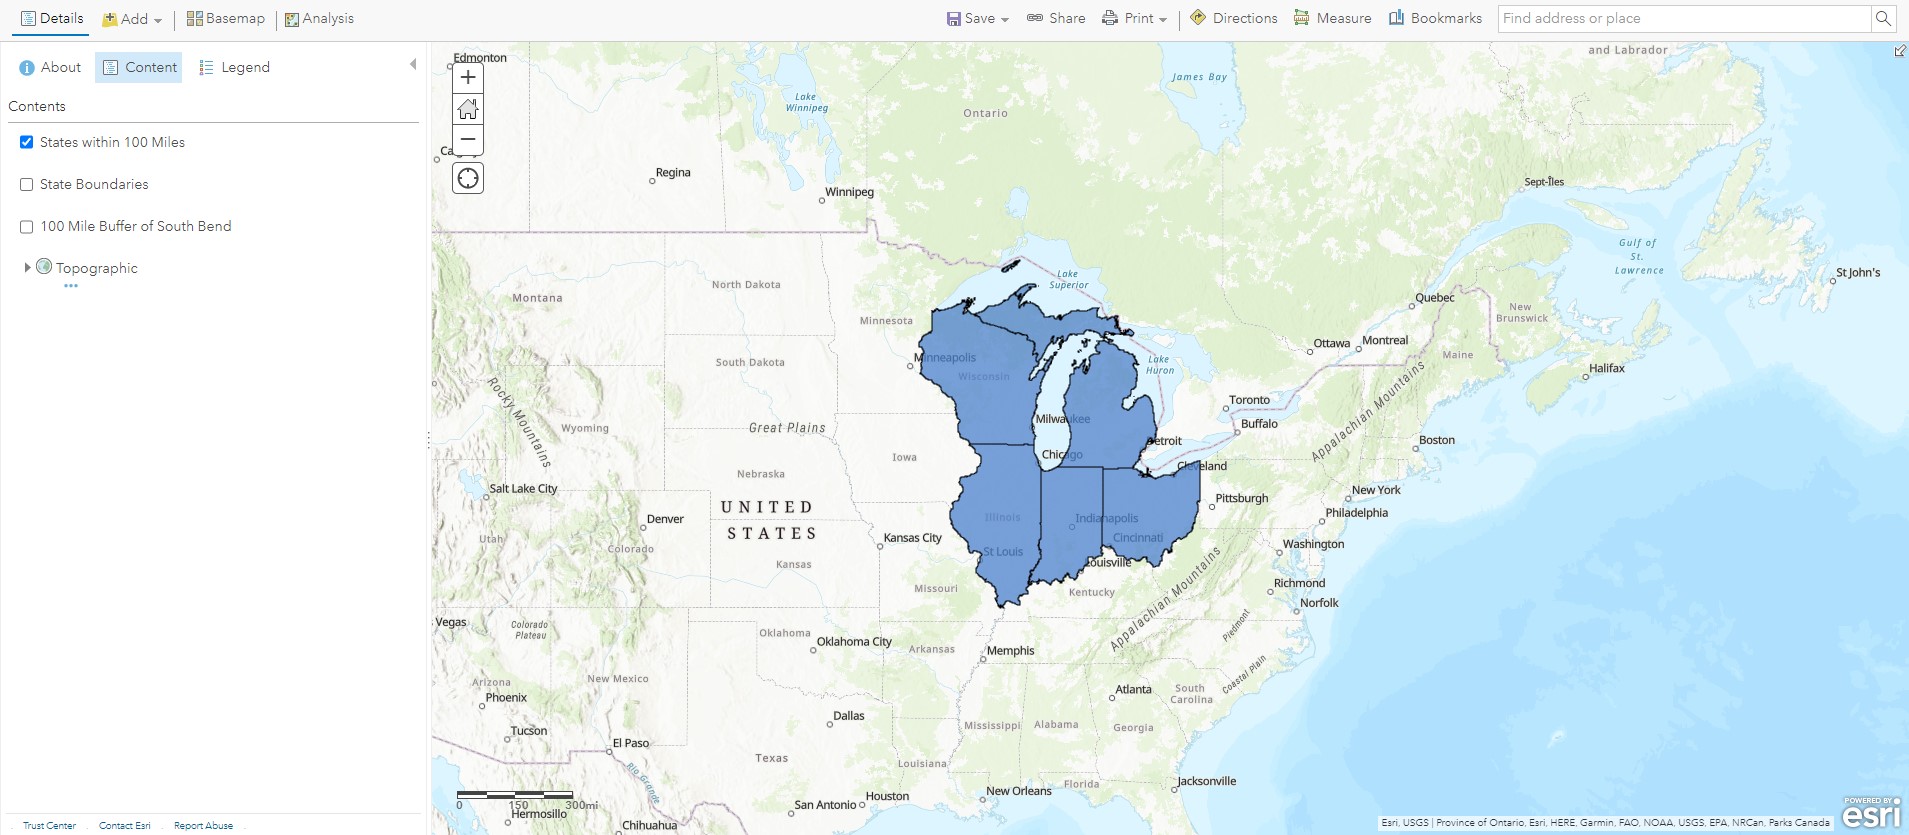 Details
Add
Basemap
Analysis
Save
Share
Print
Directions
Measure
Bookmarks
Find address or place
About
Content
Legend
Contents
States within 100 Miles
State Boundaries
100 Mile Buffer of South Bend
Topographic
Trust Center
Contact Esri
Report Abuse
Edmonton
and Labrador
James Bay
Lake
Winnipeg
Ontario
Regina
Winnipeg
Sept-Îles
Gulf of
St.
Lawrence
St John's
Lake
Superior
North Dakota
Montana
Quebec
New
Brunswick
Minnesota
Ottawa
Montreal
Maine
Minneapolis
Wisconsin
South Dakota
Lake
Huron
Halifax
Rocky Mountains
Toronto
Appalachian Mountains
Wyoming
Great Plains
Milwaukee
Buffalo
Detroit
Boston
Iowa
Chicago
Cleveland
Nebraska
Salt Lake City
New York
Pittsburgh
UNITED
STATES
Denver
Illinois
Indianapolis
Philadelphia
Utah
Colorado
Kansas City
Cincinnati
Washington
St Louis
Kansas
Louisville
Missouri
Kentucky
Richmond
Norfolk
Appalachian Mountains
Piedmont
Coastal Plain
Vegas
Colorado
Plateau
Oklahoma
Oklahoma City
Arkansas
Memphis
Arizona
New Mexico
Phoenix
Atlanta
South
Carolina
Dallas
Mississippi
Alabama
Georgia
Tucson
El Paso
Texas
Louisiana
Rio Grande
Florida
Jacksonville
New Orleans
Houston
San Antonio
0 150 300mi
Hermosillo
Chihuahua
Esri, USGS | Province of Ontario, Esri, HERE, Garmin, FAO, NOAA, USGS, EPA, NRCan, Parks Canada
POWERED BY
esri